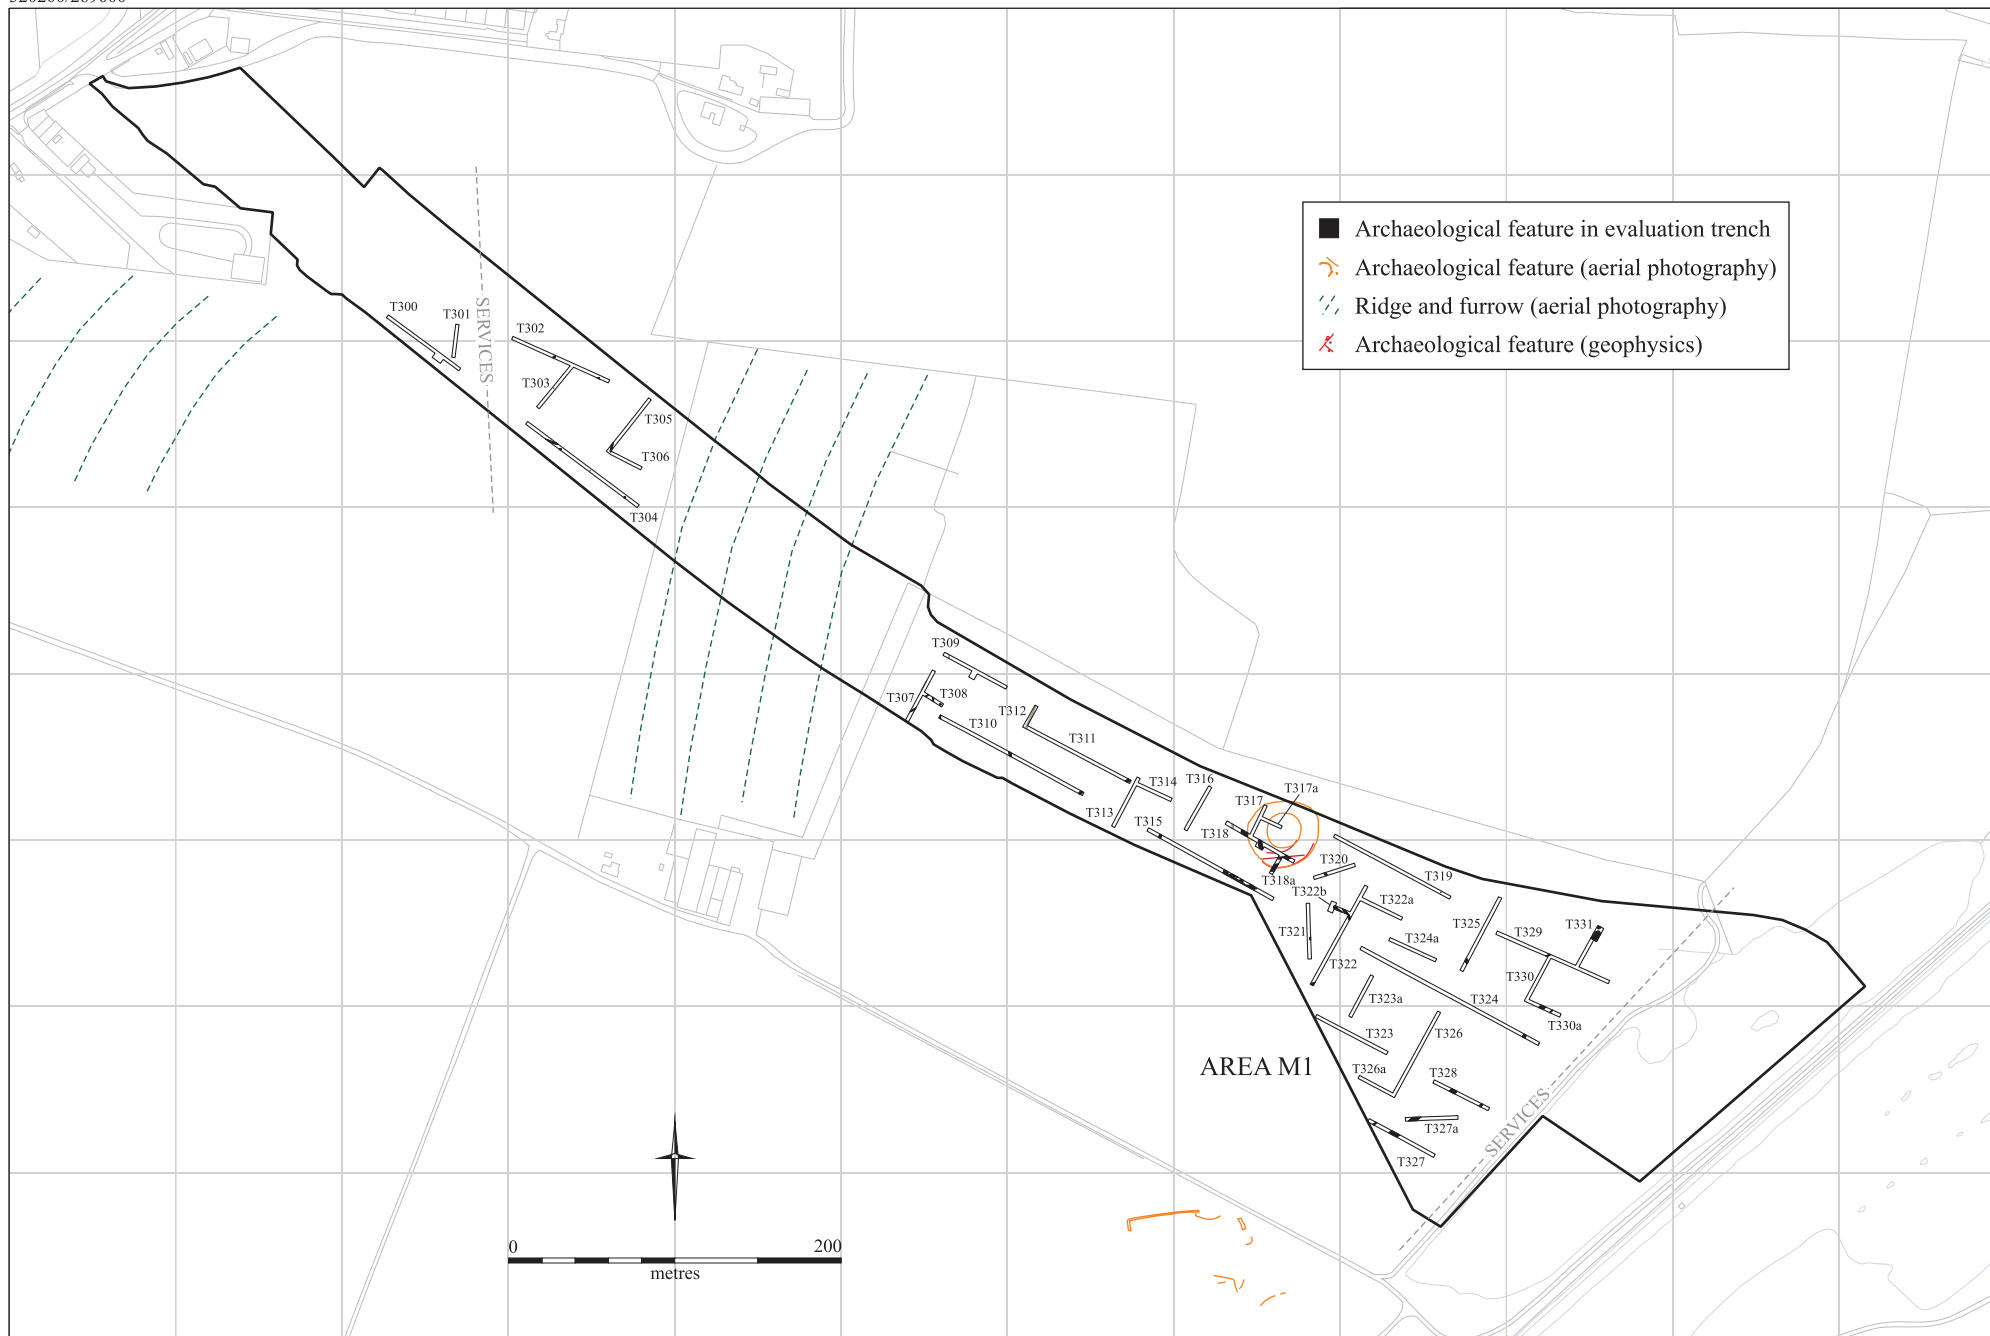 Archaeological feature in evaluation trench
Archaeological feature (aerial photography)
Ridge and furrow (aerial photography)
Archaeological feature (geophysics)
T300
T301
SERVICES
T302
T303
T305
T306
T304
T309
T307
T308
T310
T312
T311
T313
T314
T316
T315
T317
T317a
T318
T318a
T320
T319
T322b
T322a
T321
T322
T324a
T325
T329
T331
T330
T330a
T323a
T324
T323
T326
T326a
T328
T327a
T327
AREA M1
SERVICES
0 200
metres